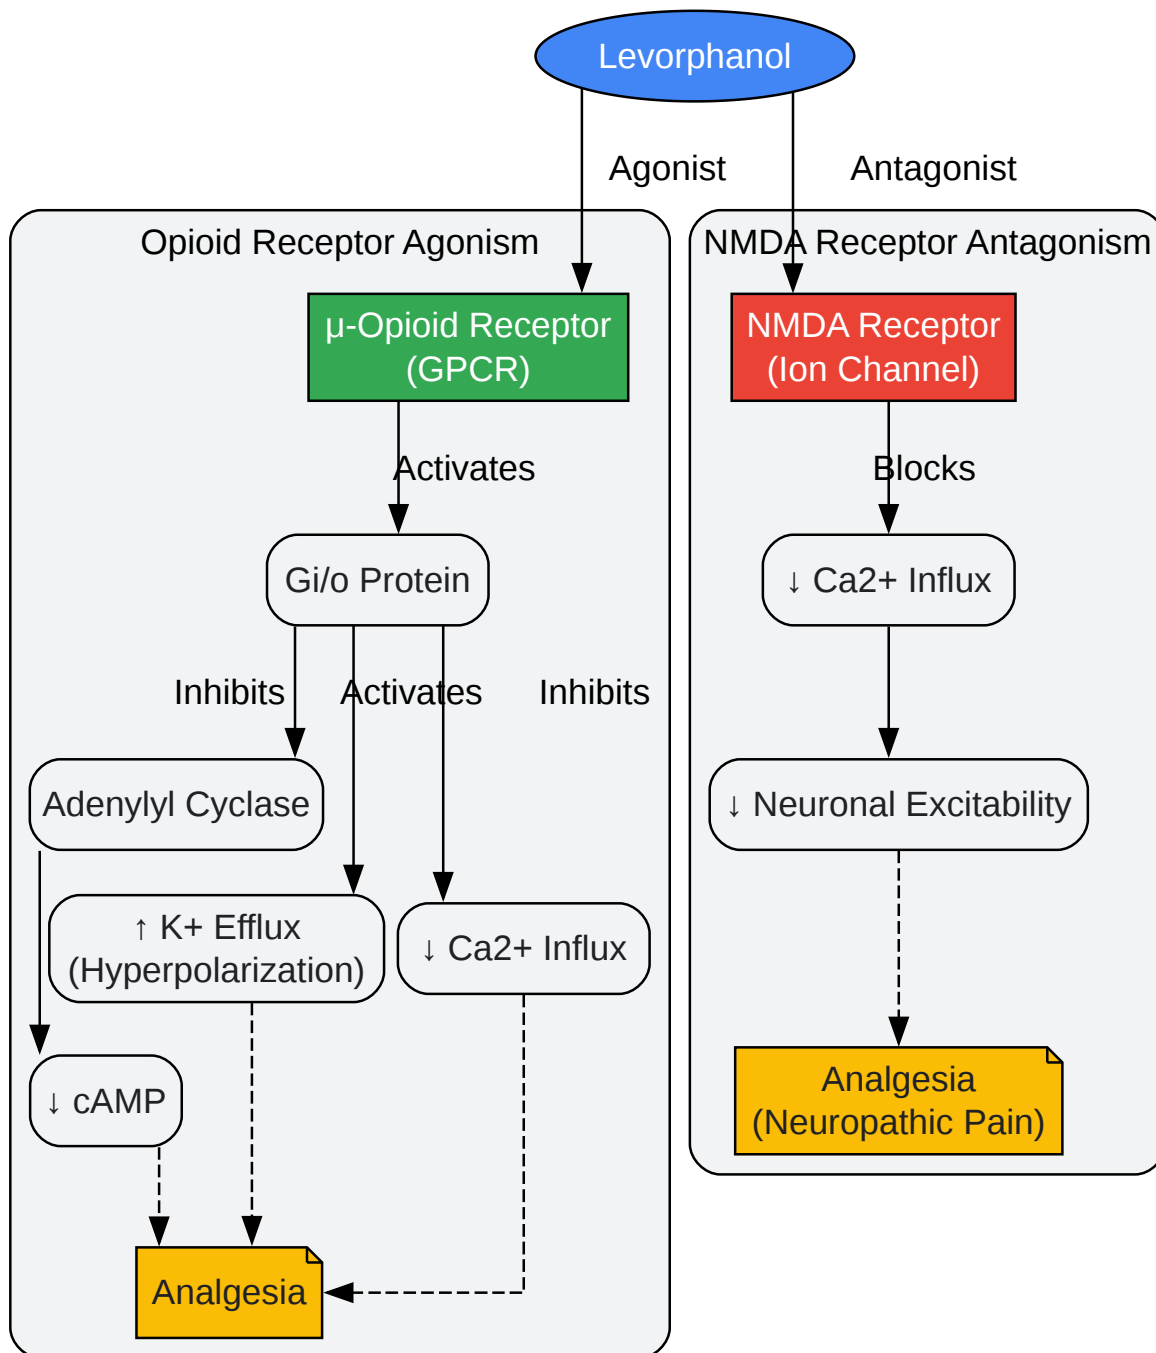 Levorphanol
Agonist
Antagonist
Opioid Receptor Agonism
NMDA Receptor Antagonism
μ-Opioid Receptor
(GPCR)
NMDA Receptor
(Ion Channel)
Activates
Blocks
Gi/o Protein
↓ Ca2+ Influx
Inhibits
Activates
Inhibits
Adenylyl Cyclase
↓ Neuronal Excitability
↑ K+ Efflux
(Hyperpolarization)
↓ Ca2+ Influx
↓ cAMP
Analgesia
(Neuropathic Pain)
Analgesia